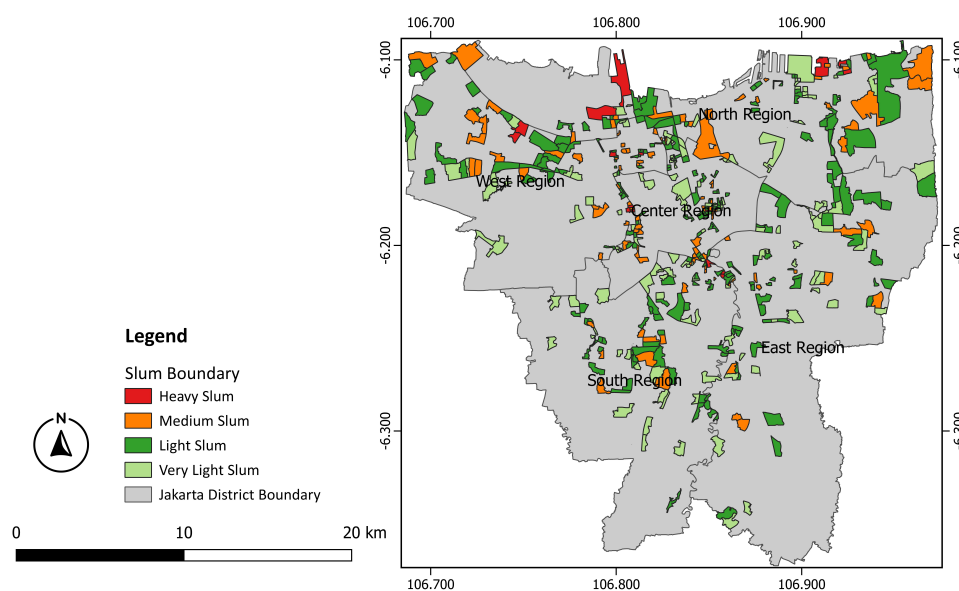 106.700 106.800 106.900
-6.100 -6.100
North Region
West Region
Center Region
-6.200 -6.200
Legend
East Region
Slum Boundary
South Region
Heavy Slum
Medium Slum
N
Light Slum
-6.300 -6.300
Very Light Slum
Jakarta District Boundary
0 10 20 km
106.700 106.800 106.900